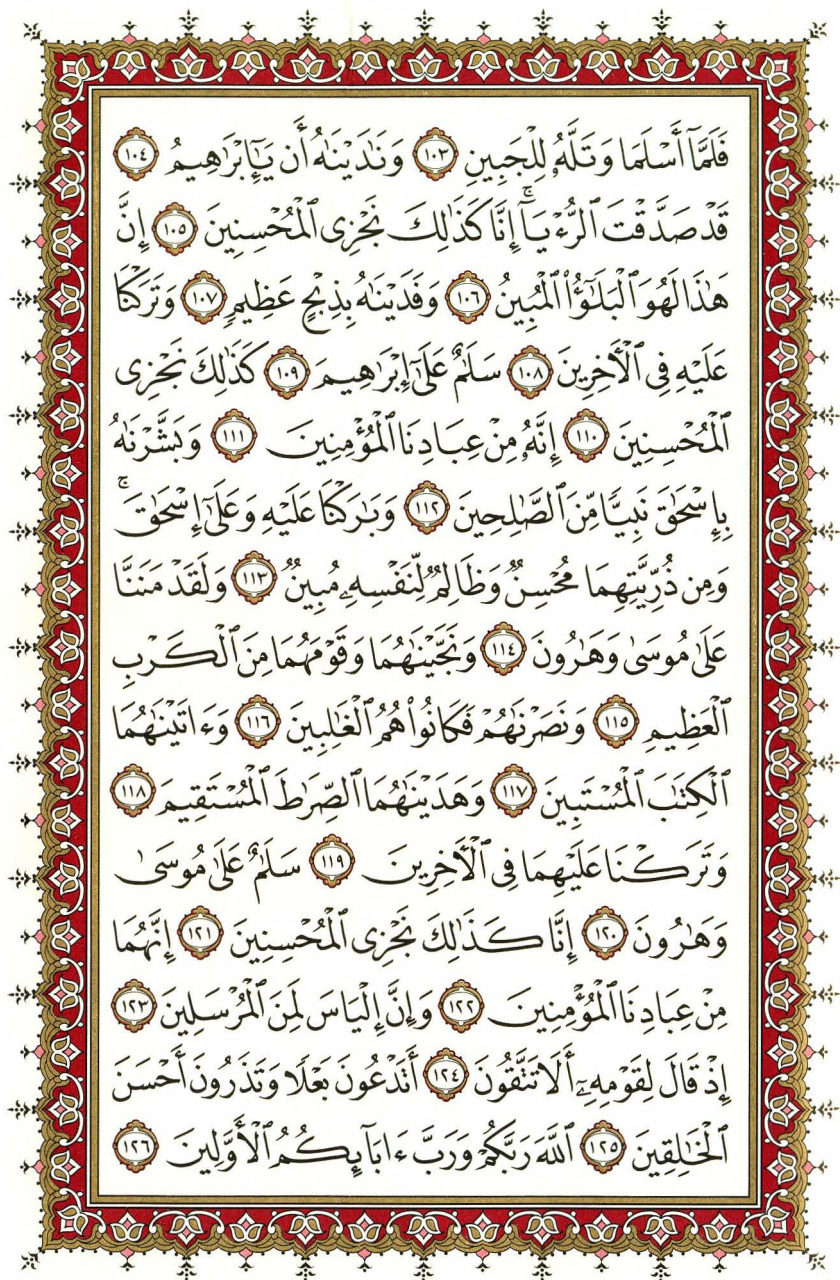 فَلَمَّآ أَسْلَمَا وَتَلَّهُۥ لِلْجَبِينِ ١٠٣ وَنَٰدَيْنَٰهُ أَن يَٰٓإِبْرَٰهِيمُ ١٠٤
قَدْ صَدَّقْتَ ٱلرُّءْيَآ ۚ إِنَّا كَذَٰلِكَ نَجْزِى ٱلْمُحْسِنِينَ ١٠٥ إِنَّ
هَٰذَا لَهُوَ ٱلْبَلَٰٓؤُا۟ ٱلْمُبِينُ ١٠٦ وَفَدَيْنَٰهُ بِذِبْحٍ عَظِيمٍ ١٠٧ وَتَرَكْنَا
عَلَيْهِ فِى ٱلْأَخِرِينَ ١٠٨ سَلَٰمٌ عَلَىٰٓ إِبْرَٰهِيمَ ١٠٩ كَذَٰلِكَ نَجْزِى
ٱلْمُحْسِنِينَ ١١٠ إِنَّهُۥ مِنْ عِبَادِنَا ٱلْمُؤْمِنِينَ ١١١ وَبَشَّرْنَٰهُ
بِإِسْحَٰقَ نَبِيًّا مِّنَ ٱلصَّٰلِحِينَ ١١٢ وَبَٰرَكْنَا عَلَيْهِ وَعَلَىٰٓ إِسْحَٰقَ ۚ
وَمِن ذُرِّيَّتِهِمَا مُحْسِنٌ وَظَالِمٌ لِّنَفْسِهِۦ مُبِينٌ ١١٣ وَلَقَدْ مَنَنَّا
عَلَىٰ مُوسَىٰ وَهَٰرُونَ ١١٤ وَنَجَّيْنَٰهُمَا وَقَوْمَهُمَا مِنَ ٱلْكَرْبِ
ٱلْعَظِيمِ ١١٥ وَنَصَرْنَٰهُمْ فَكَانُوا۟ هُمُ ٱلْغَٰلِبِينَ ١١٦ وَءَاتَيْنَٰهُمَا
ٱلْكِتَٰبَ ٱلْمُسْتَبِينَ ١١٧ وَهَدَيْنَٰهُمَا ٱلصِّرَٰطَ ٱلْمُسْتَقِيمَ ١١٨
وَتَرَكْنَا عَلَيْهِمَا فِى ٱلْأَخِرِينَ ١١٩ سَلَٰمٌ عَلَىٰ مُوسَىٰ
وَهَٰرُونَ ١٢٠ إِنَّا كَذَٰلِكَ نَجْزِى ٱلْمُحْسِنِينَ ١٢١ إِنَّهُمَا
مِنْ عِبَادِنَا ٱلْمُؤْمِنِينَ ١٢٢ وَإِنَّ إِلْيَاسَ لَمِنَ ٱلْمُرْسَلِينَ ١٢٣
إِذْ قَالَ لِقَوْمِهِۦٓ أَلَا تَتَّقُونَ ١٢٤ أَتَدْعُونَ بَعْلًا وَتَذَرُونَ أَحْسَنَ
ٱلْخَٰلِقِينَ ١٢٥ ٱللَّهَ رَبَّكُمْ وَرَبَّ ءَابَآئِكُمُ ٱلْأَوَّلِينَ ١٢٦